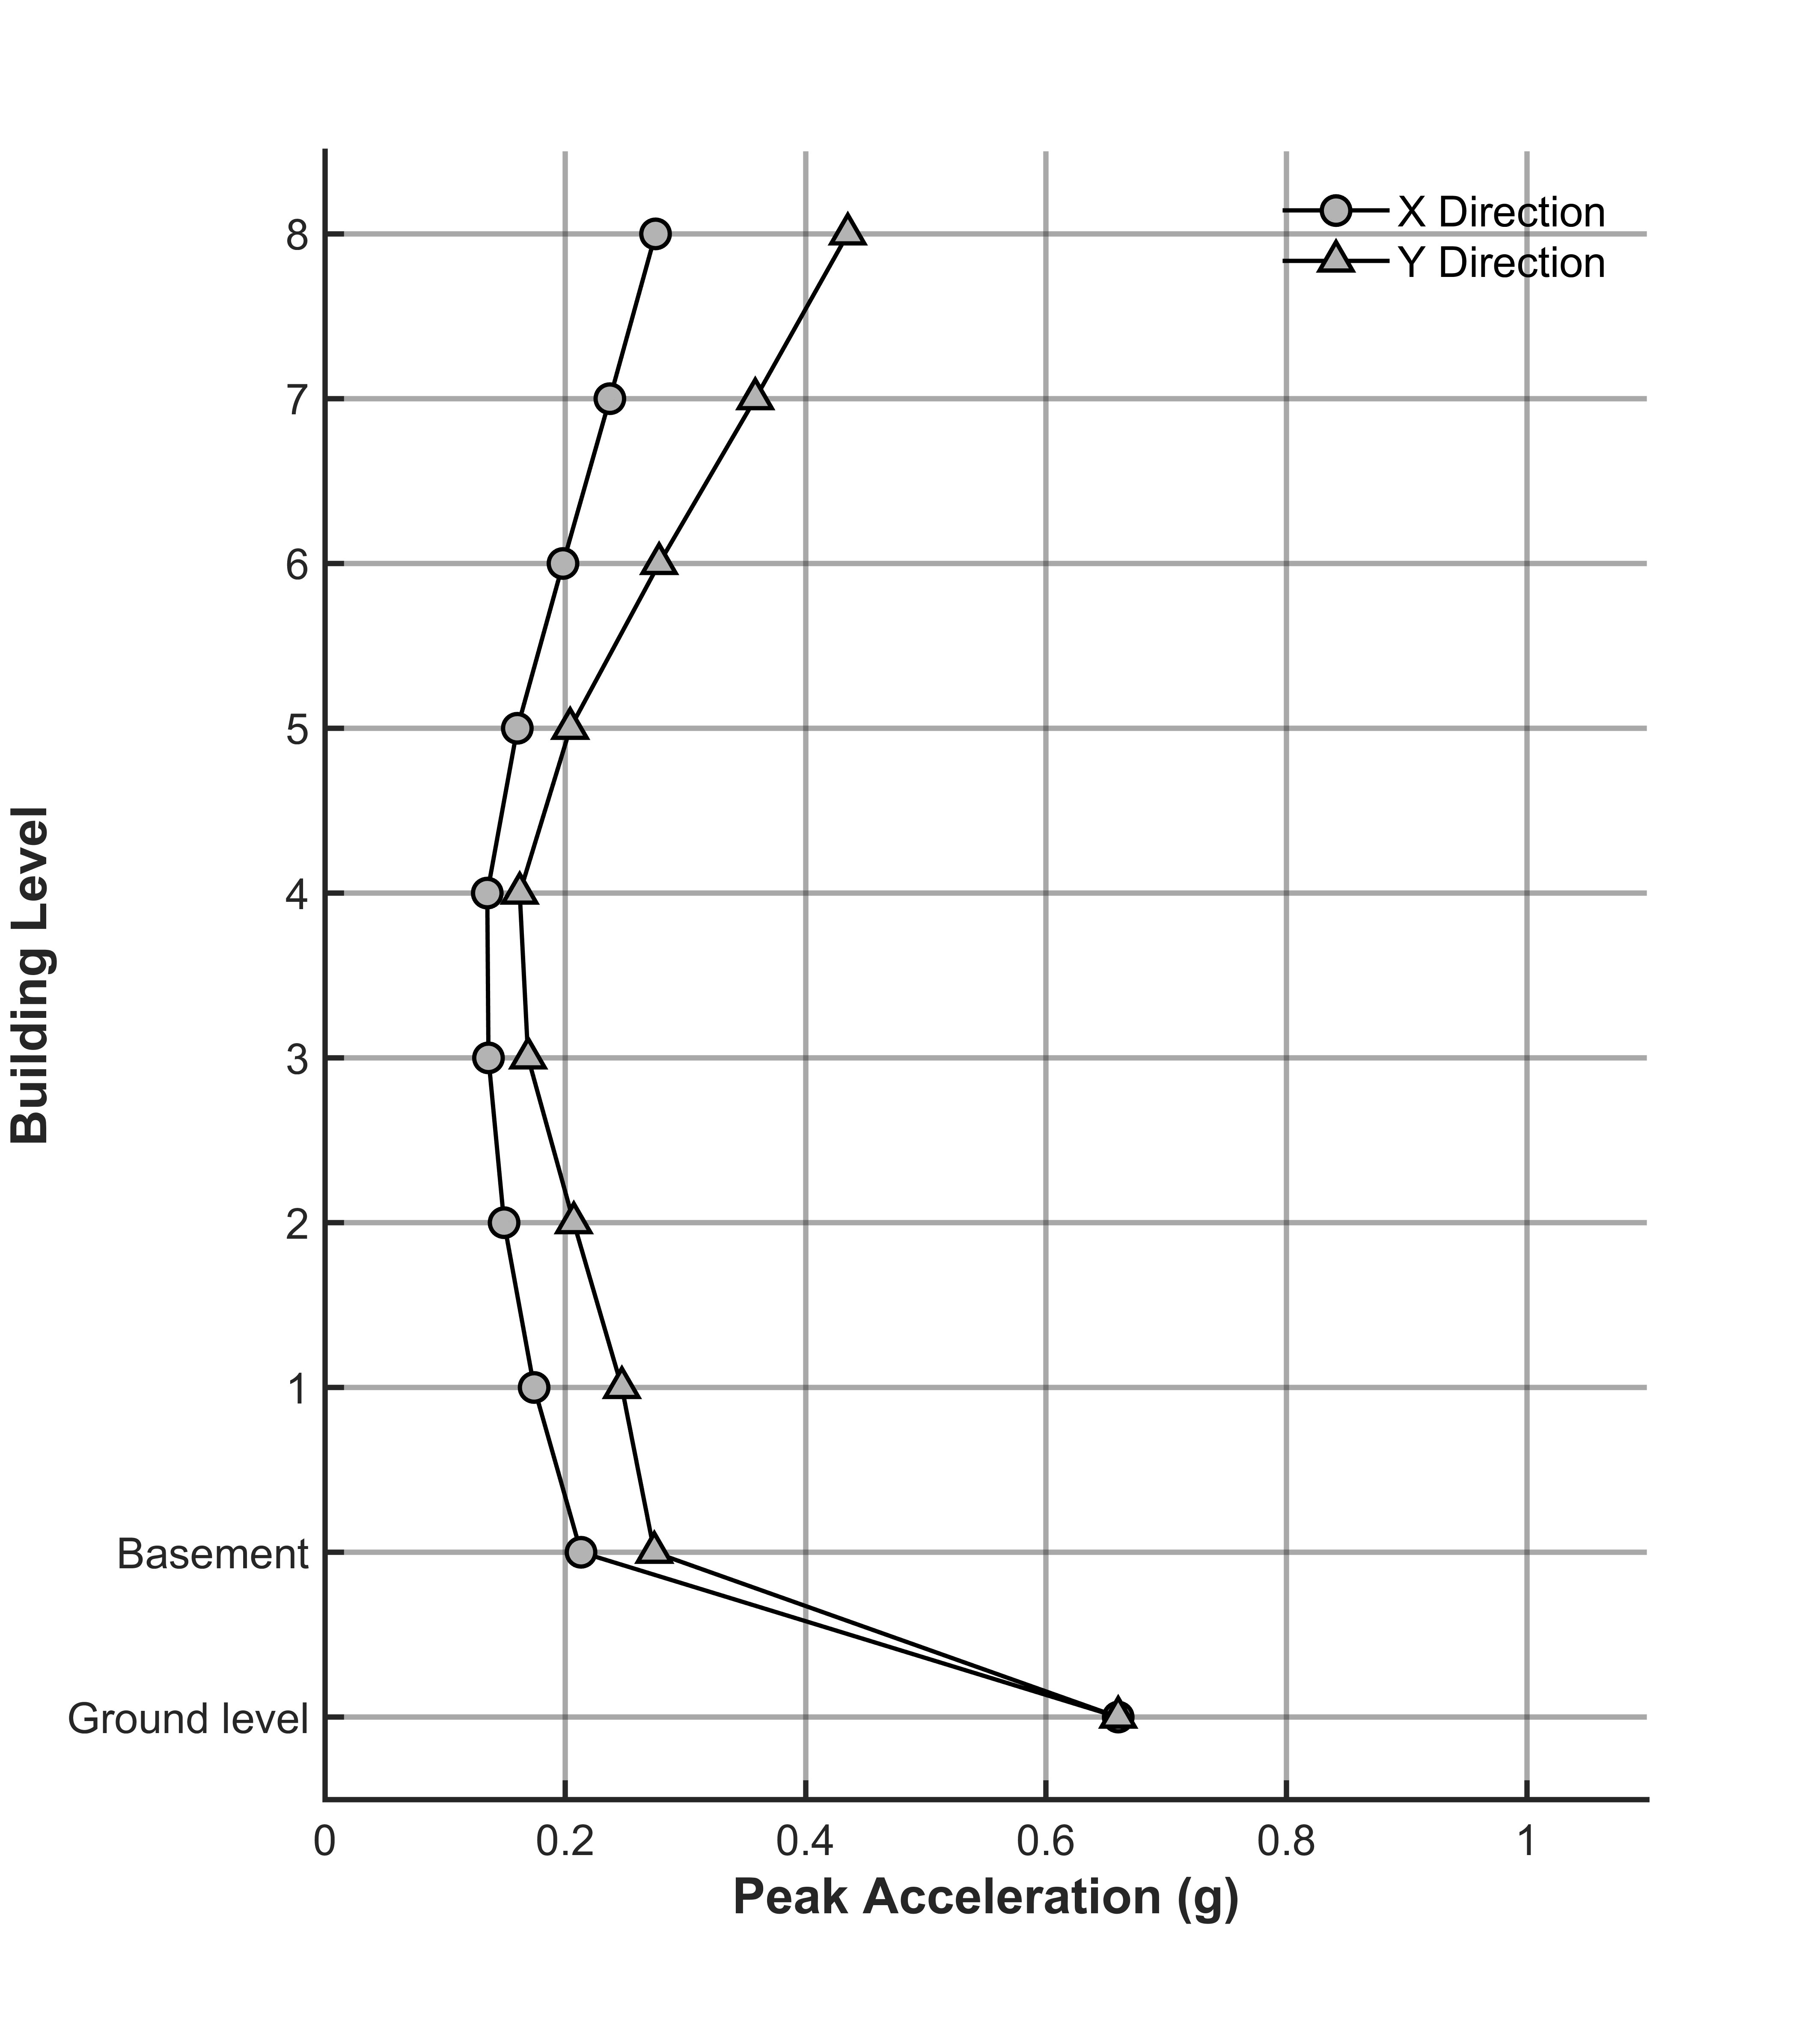 X Direction
Y Direction
8
7
6
5
4
3
2
1
Basement
Ground level
Building Level
0 0.2 0.4 0.6 0.8 1
Peak Acceleration (g)